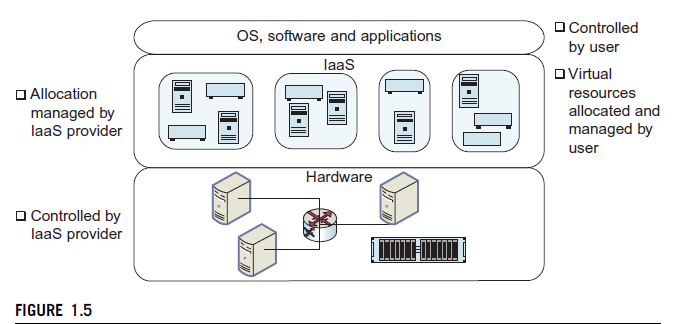 OS, software and applications
❑ Controlled
by user
IaaS
❑ Virtual
resources
allocated and
managed by
user
❑ Allocation
managed by
IaaS provider
Hardware
❑ Controlled by
IaaS provider
FIGURE 1.5